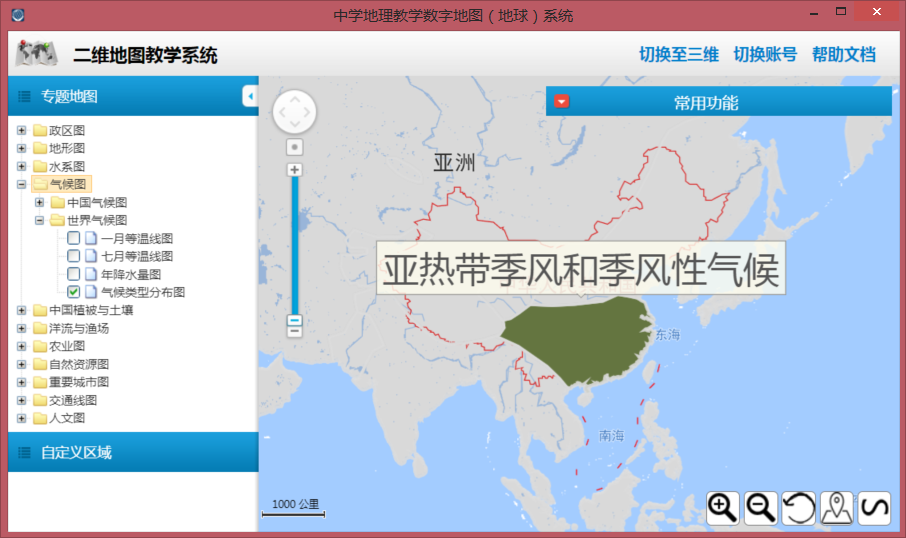 中学地理教学数字地图（地球）系统
二维地图教学系统
切换至三维 切换账号 帮助文档
专题地图
常用功能
政区图
地形图
水系图
气候图
中国气候图
世界气候图
一月等温线图
七月等温线图
年降水量图
气候类型分布图
中国植被与土壤
洋流与渔场
农业图
自然资源图
重要城市图
交通线图
人文图
自定义区域
亚洲
亚热带季风和季风性气候
东海
南海
1000 公里